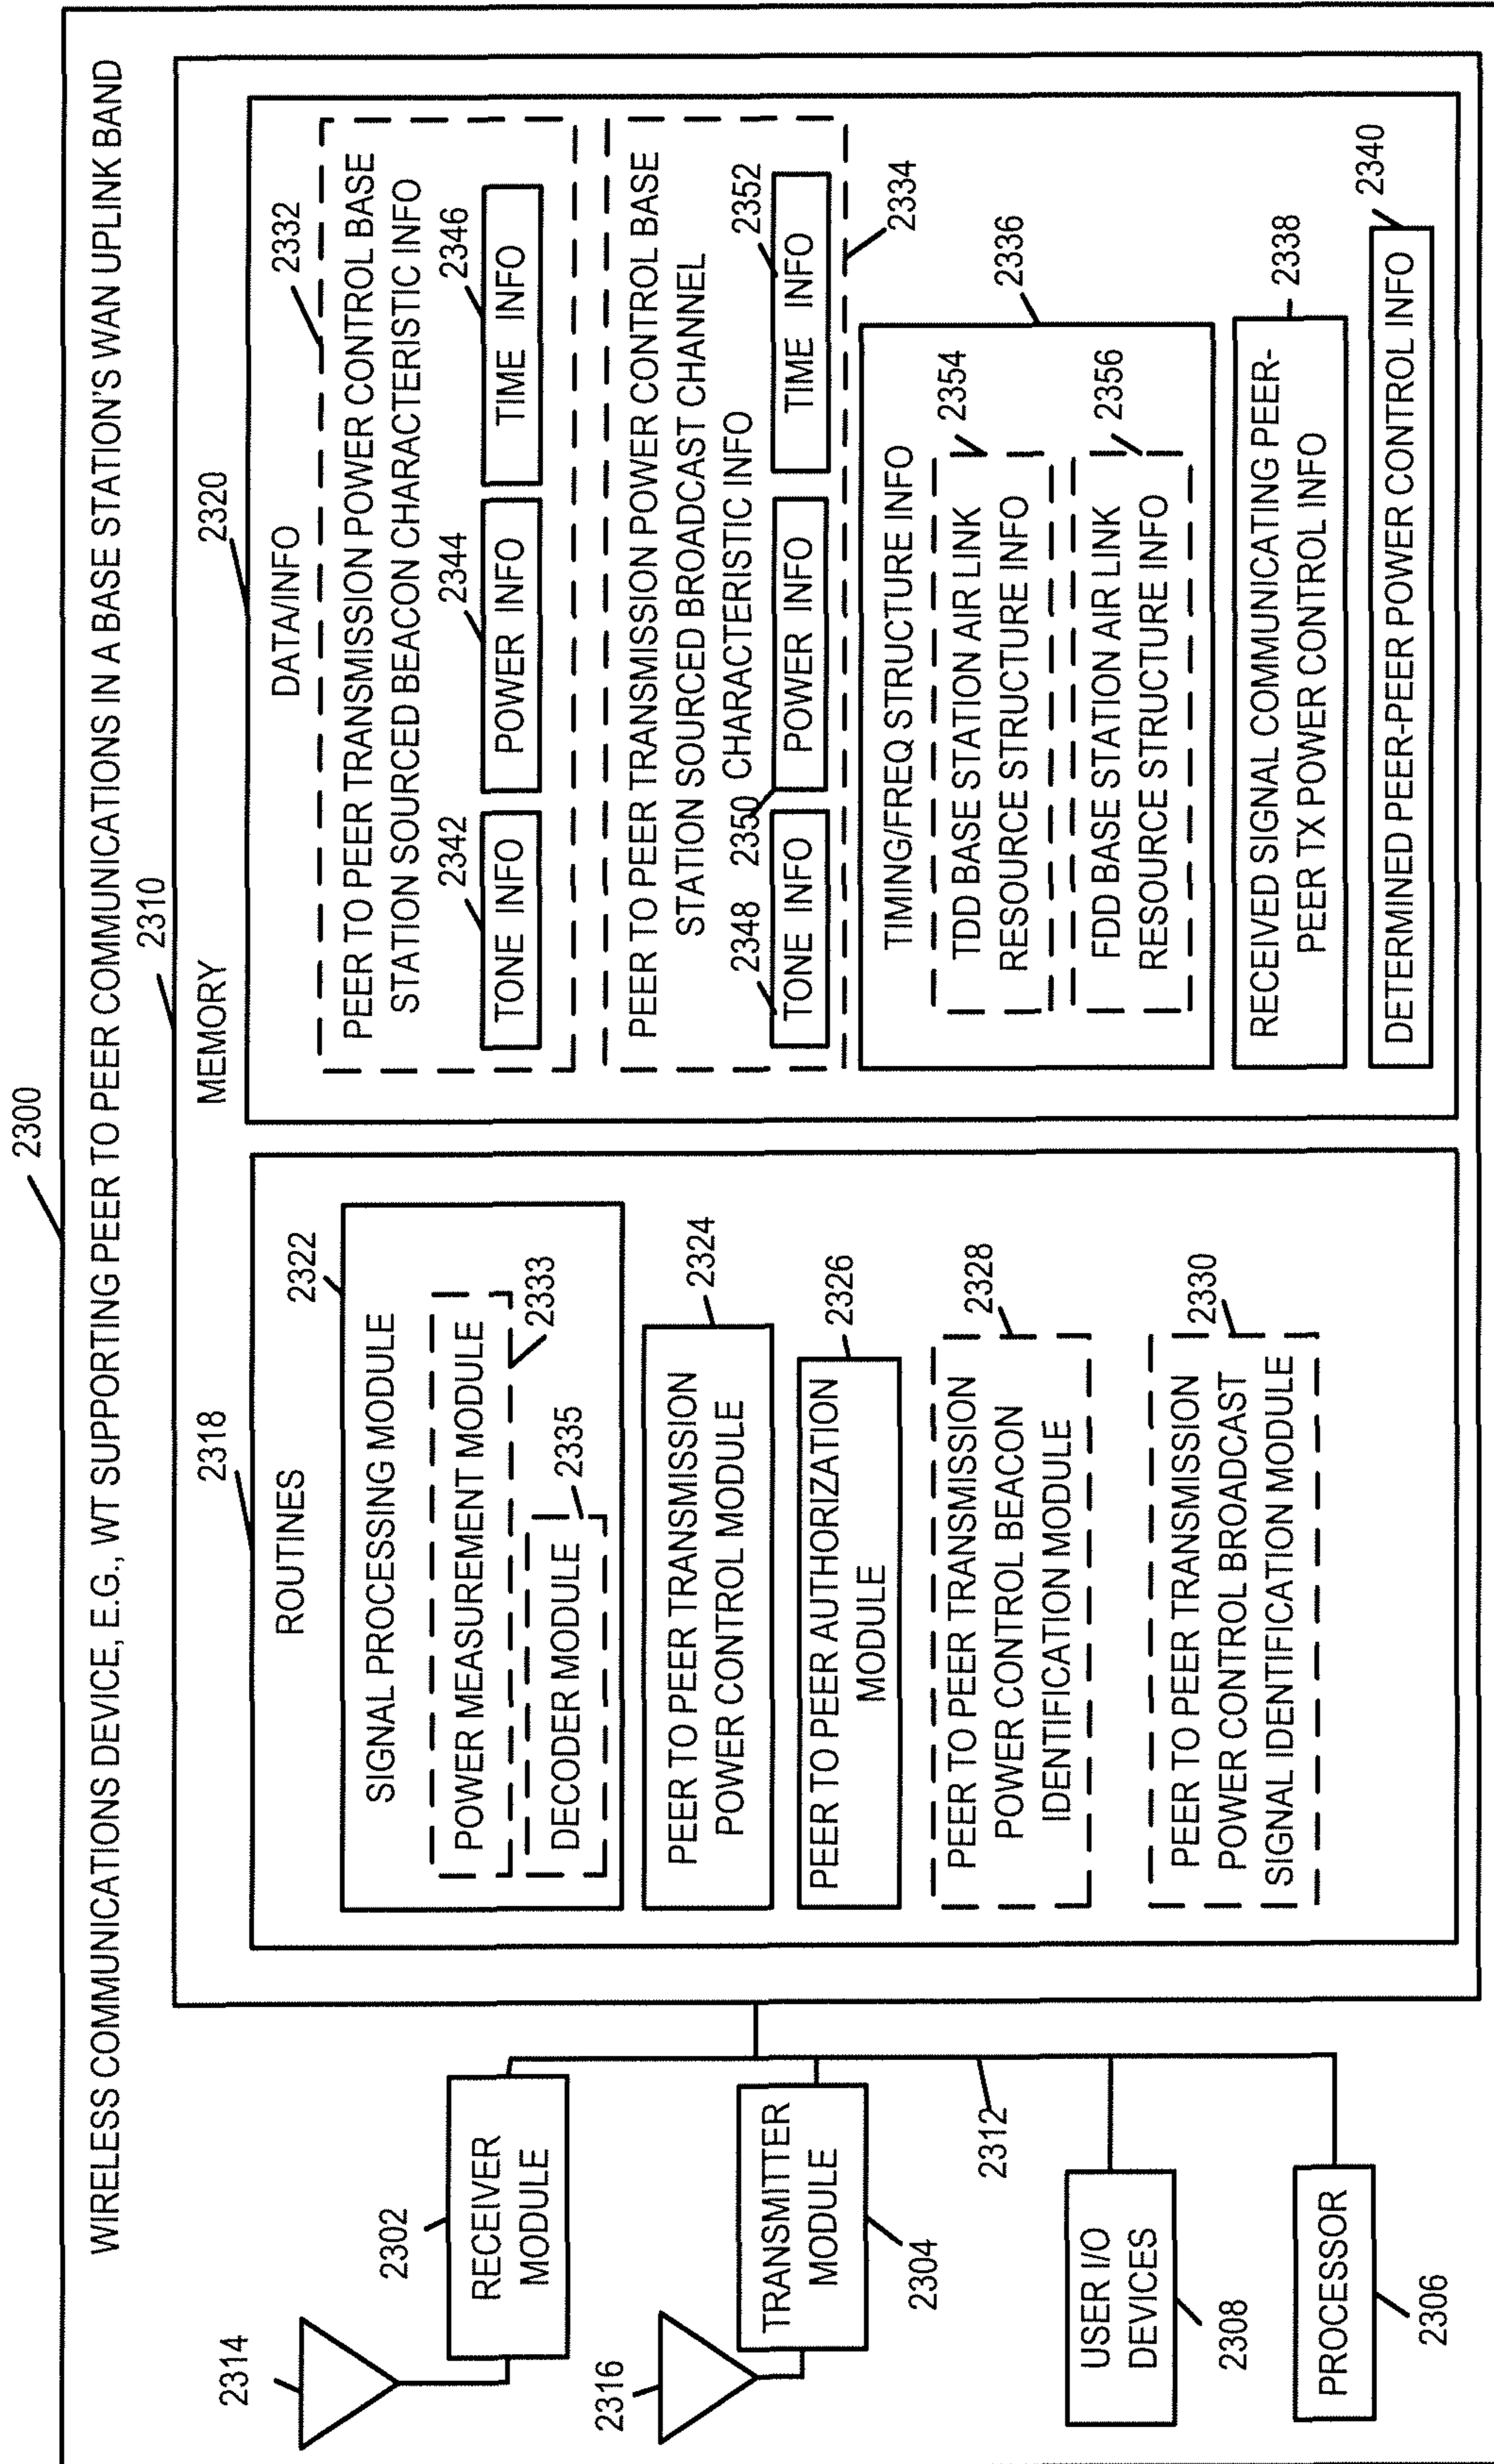 2300
WIRELESS COMMUNICATIONS DEVICE, E.G., WT SUPPORTING PEER TO PEER COMMUNICATIONS IN A BASE STATION'S WAN UPLINK BAND
2310
2314
2302
RECEIVER
MODULE
2316
TRANSMITTER
MODULE
2304
2312
USER I/O
DEVICES
2308
PROCESSOR
2306
MEMORY
2318
ROUTINES
2322
SIGNAL PROCESSING MODULE
POWER MEASUREMENT MODULE
2333
DECODER MODULE
2335
2324
PEER TO PEER TRANSMISSION
POWER CONTROL MODULE
2326
PEER TO PEER AUTHORIZATION
MODULE
2328
PEER TO PEER TRANSMISSION
POWER CONTROL BEACON
IDENTIFICATION MODULE
2330
PEER TO PEER TRANSMISSION
POWER CONTROL BROADCAST
SIGNAL IDENTIFICATION MODULE
2320
DATA/INFO
2332
PEER TO PEER TRANSMISSION POWER CONTROL BASE
STATION SOURCED BEACON CHARACTERISTIC INFO
2342
2344
2346
TONE INFO
POWER INFO
TIME INFO
PEER TO PEER TRANSMISSION POWER CONTROL BASE
STATION SOURCED BROADCAST CHANNEL
CHARACTERISTIC INFO
2348
2350
2352
TONE INFO
POWER INFO
TIME INFO
2334
2336
TIMING/FREQ STRUCTURE INFO
2354
TDD BASE STATION AIR LINK
RESOURCE STRUCTURE INFO
2356
FDD BASE STATION AIR LINK
RESOURCE STRUCTURE INFO
2338
RECEIVED SIGNAL COMMUNICATING PEER-
PEER TX POWER CONTROL INFO
2340
DETERMINED PEER-PEER POWER CONTROL INFO